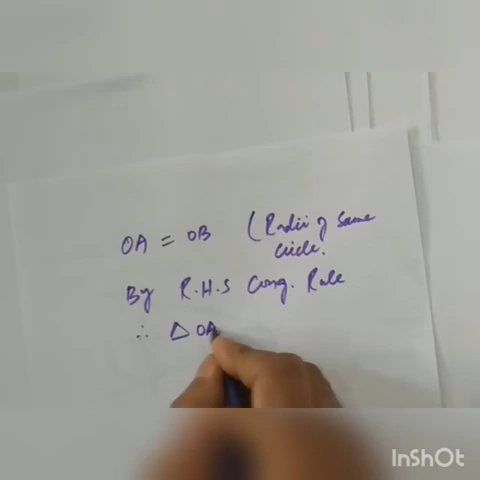 OA = OB (Radii of same
circle.
By R.H.S Cong. Rule
∴ △ OA
InShOt